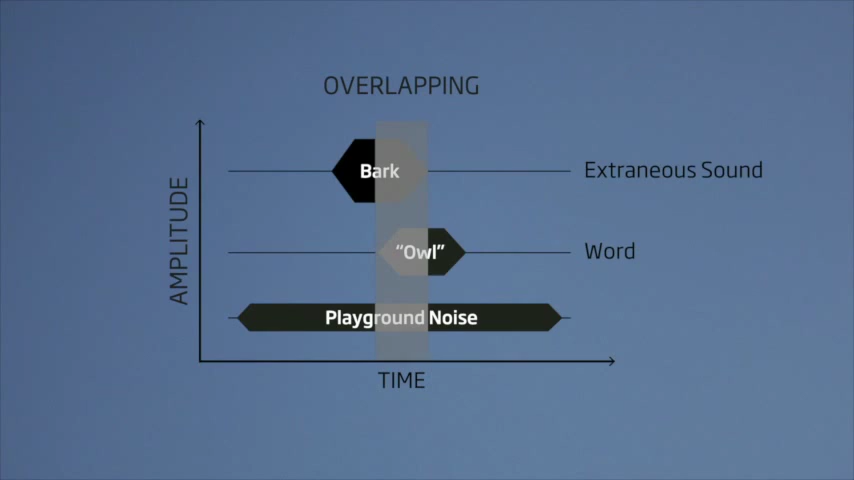 OVERLAPPING
AMPLITUDE
Bark
Extraneous Sound
“Owl”
Word
Playground Noise
TIME